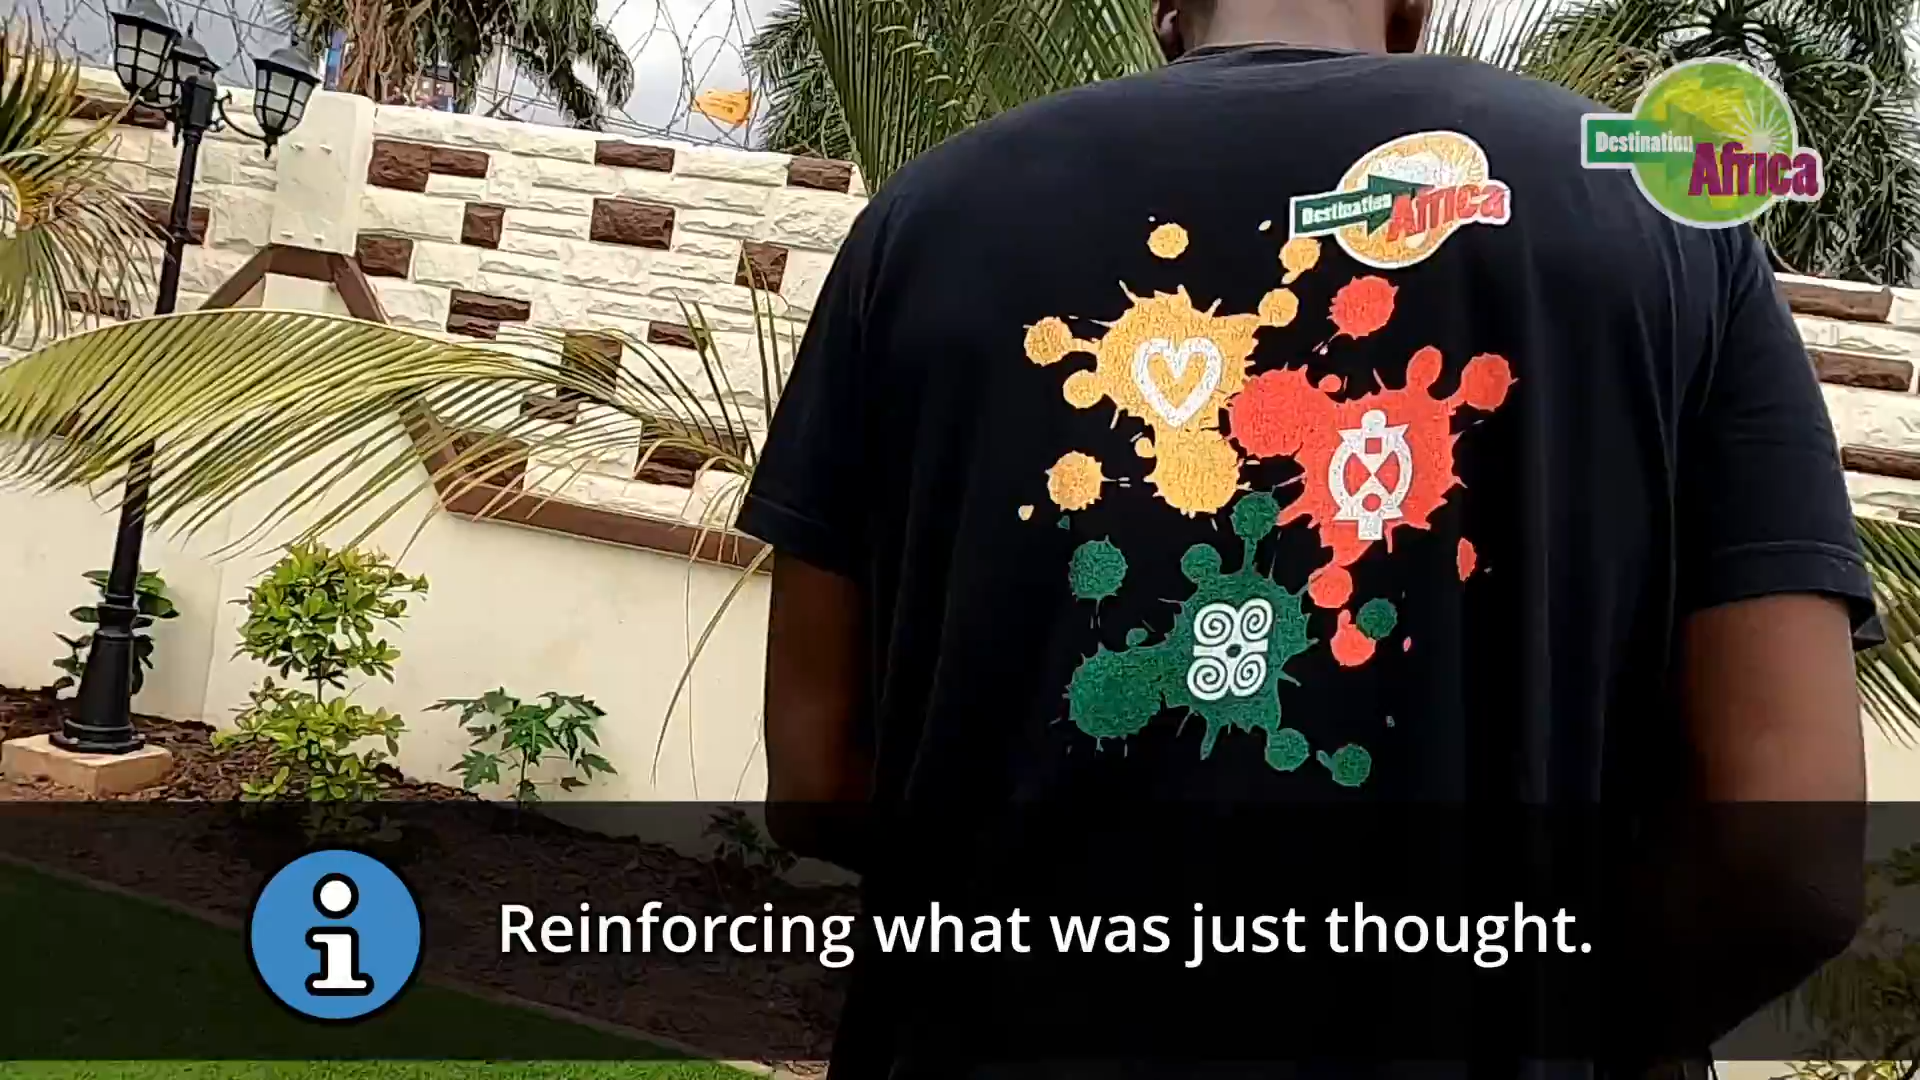 Destination
Africa
Destination
Africa
Reinforcing what was just thought.